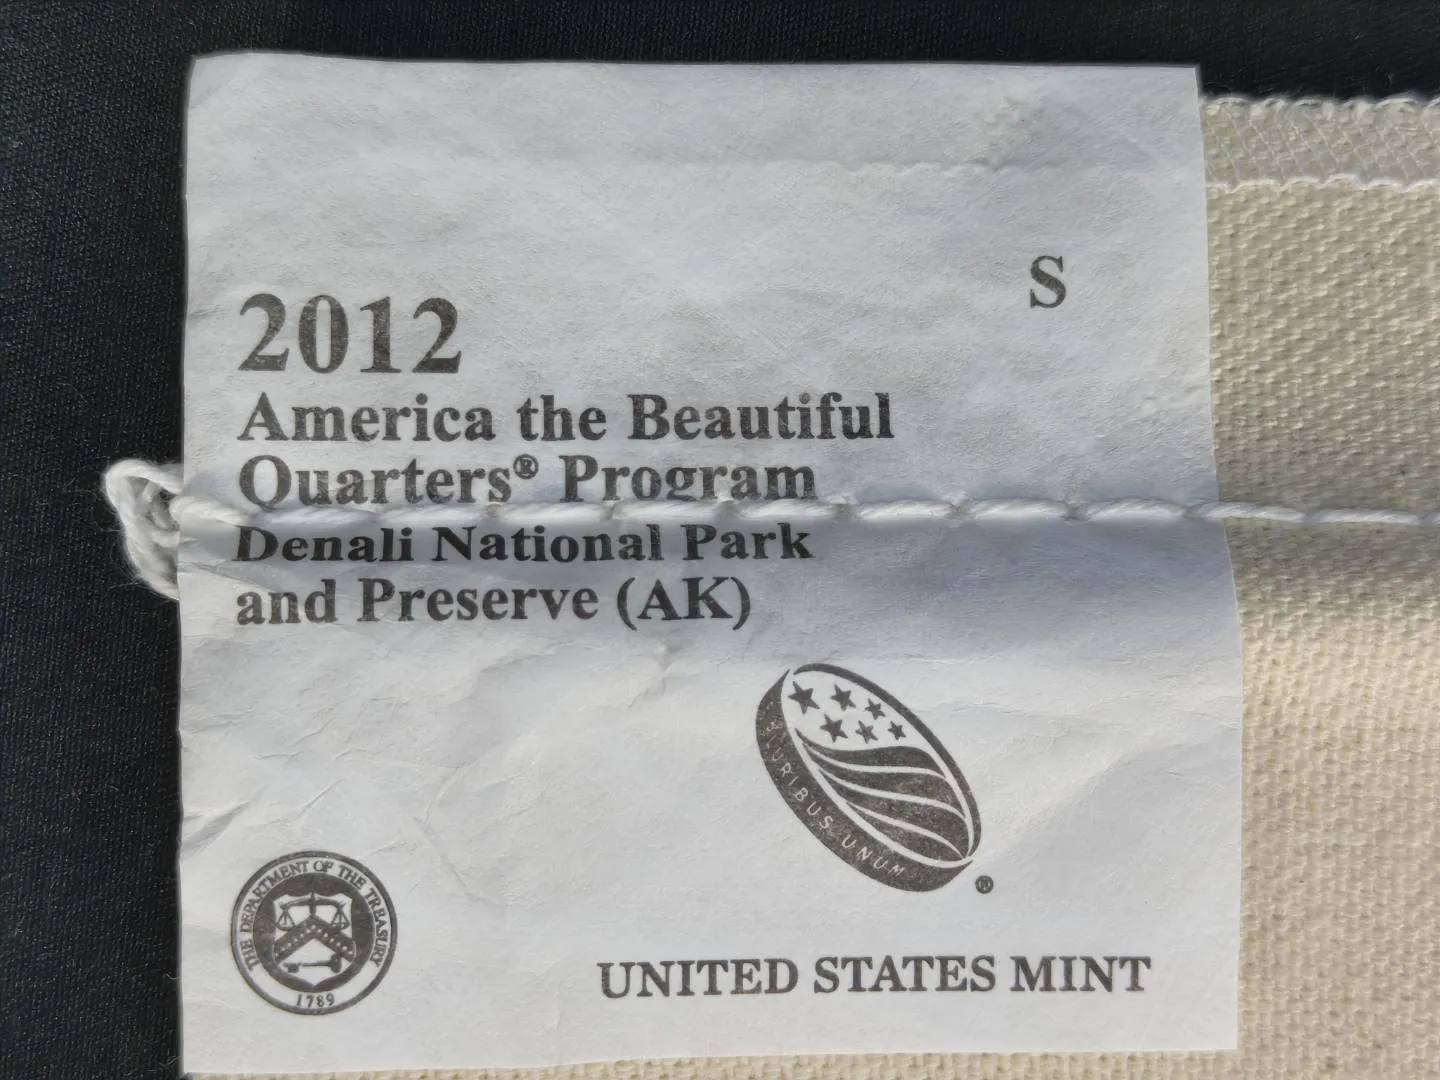 S
2012
America the Beautiful
Quarters® Program
Denali National Park
and Preserve (AK)
PLURIBUS UNUM
®
THE DEPARTMENT OF THE TREASURY
1789
UNITED STATES MINT